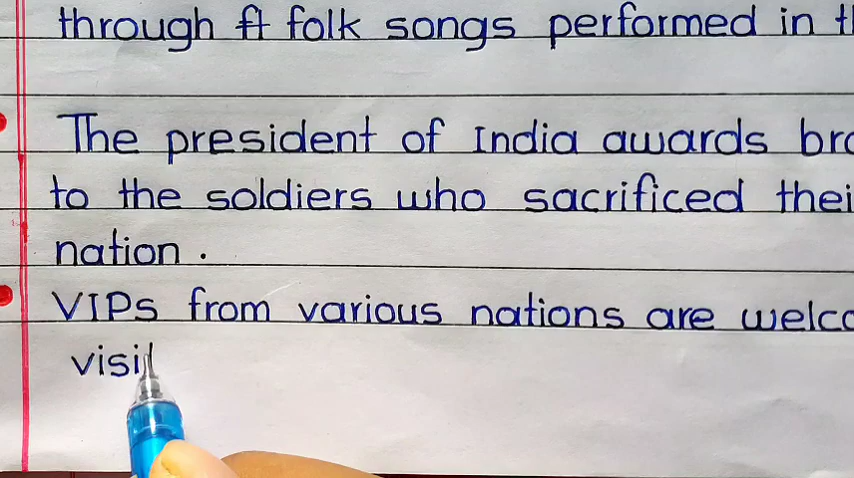 through ft folk songs performed in
The president of India awards
to the soldiers who sacrificed
nation.
VIPs from various nations are